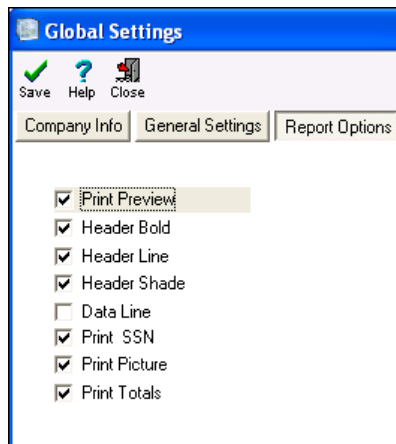 Global Settings
Save Help Close
Company Info General Settings Report Options
Print Preview
Header Bold
Header Line
Header Shade
Data Line
Print SSN
Print Picture
Print Totals